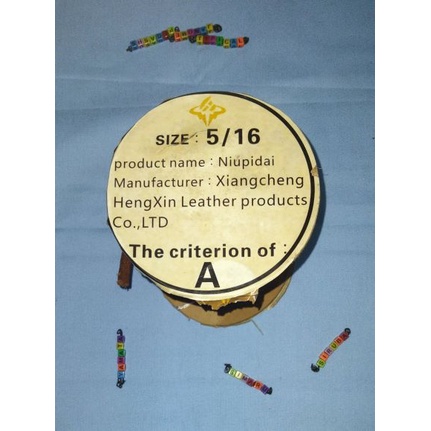 SIZE : 5/16
product name : Niupidai
Manufacturer : Xiangcheng
HengXin Leather products
Co.,LTD
The criterion of :
A